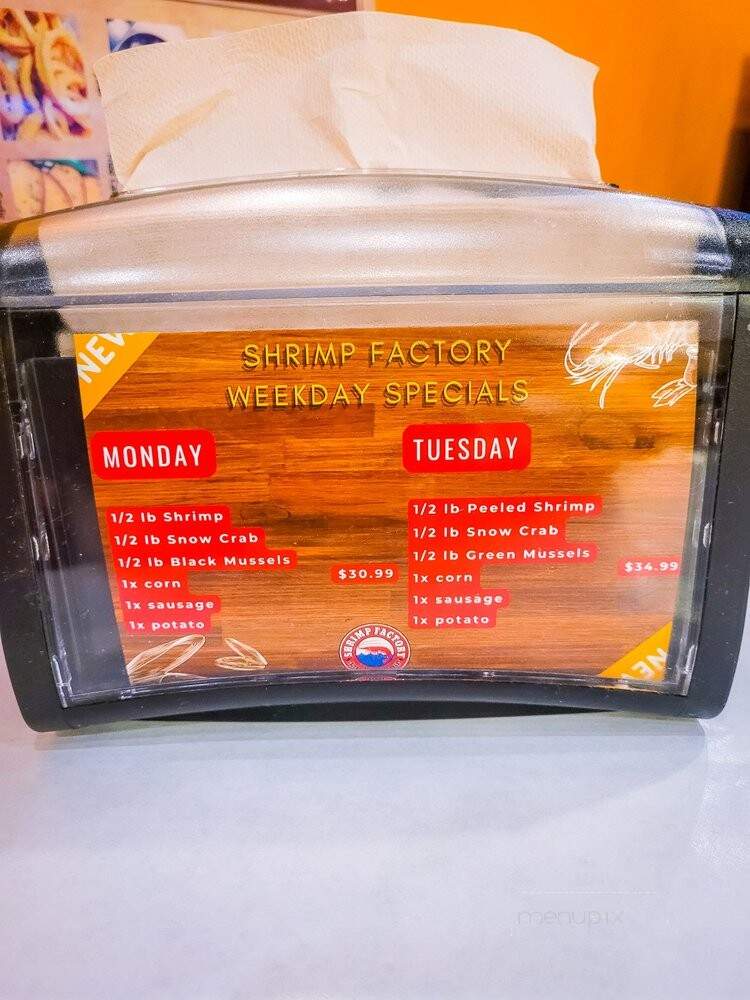 NEW
SHRIMP FACTORY
WEEKDAY SPECIALS
MONDAY
1/2 lb Shrimp
1/2 lb Snow Crab
1/2 lb Black Mussels
1x corn
1x sausage
1x potato
$30.99
TUESDAY
1/2 lb Peeled Shrimp
1/2 lb Snow Crab
1/2 lb Green Mussels
1x corn
1x sausage
1x potato
$34.99
SHRIMP FACTORY
NEW
menupix